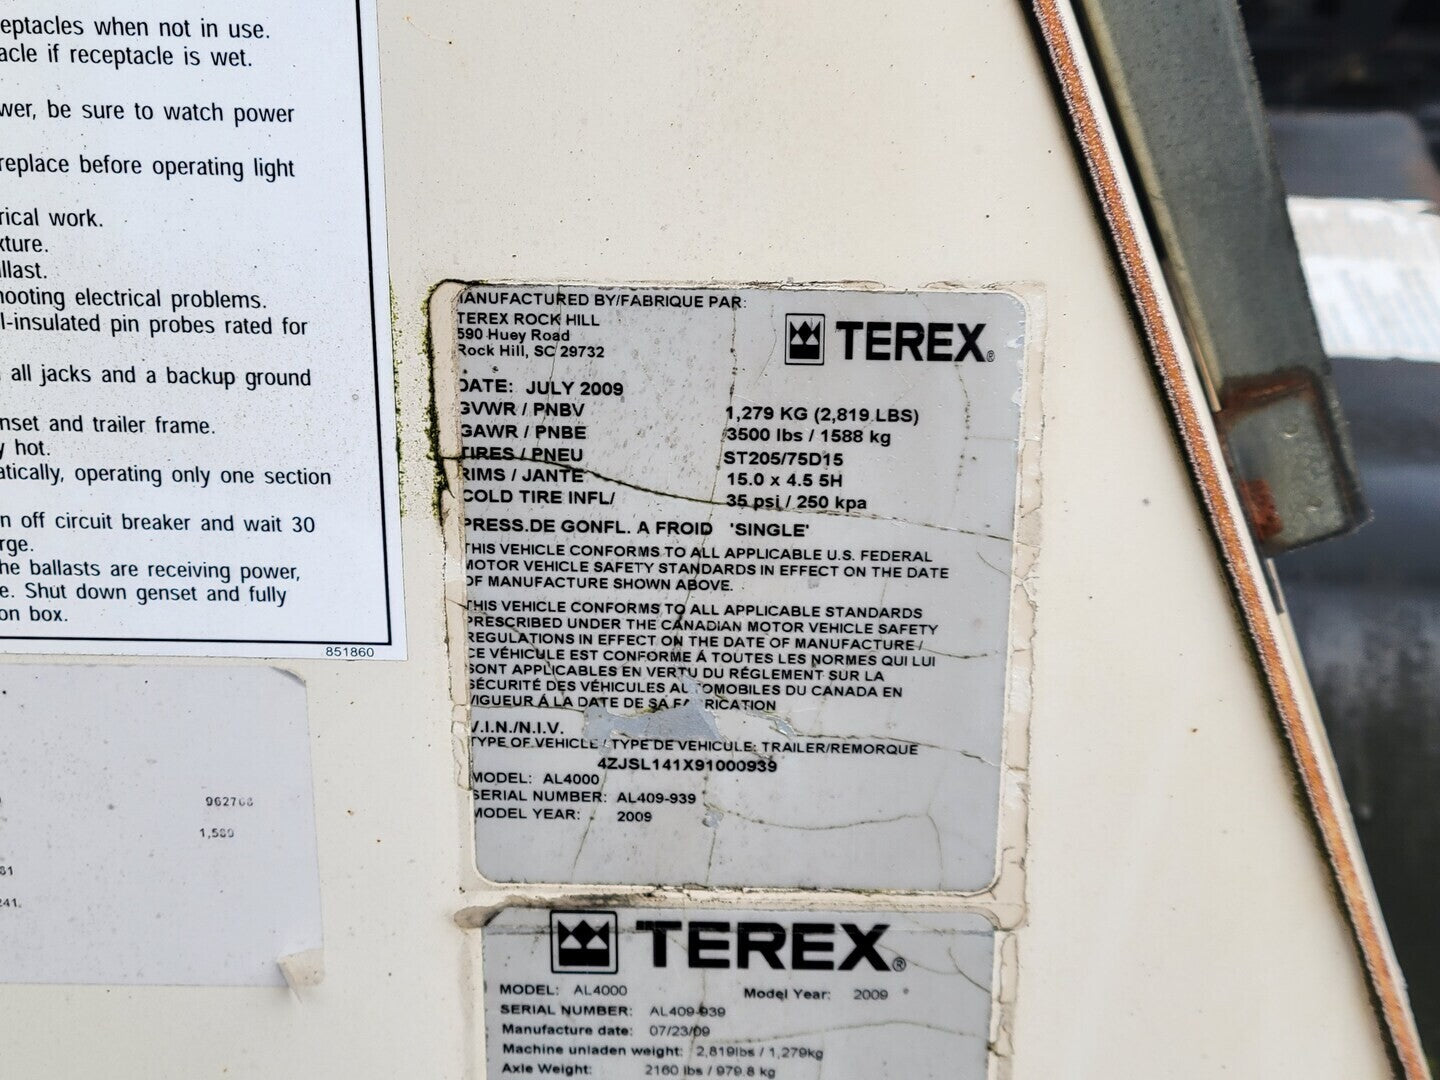 eptacles when not in use.
acle if receptacle is wet.
wer, be sure to watch power
replace before operating light
rical work.
xture.
llast.
hooting electrical problems.
l-insulated pin probes rated for
all jacks and a backup ground
nset and trailer frame.
y hot.
atically, operating only one section
n off circuit breaker and wait 30
rge.
he ballasts are receiving power,
e. Shut down genset and fully
on box.
851860
962768
1,580
81
241.
MANUFACTURED BY/FABRIQUE PAR:
TEREX ROCK HILL
590 Huey Road
Rock Hill, SC 29732
TEREX®
DATE: JULY 2009
GVWR / PNBV 1,279 KG (2,819 LBS)
GAWR / PNBE 3500 lbs / 1588 kg
TIRES / PNEU ST205/75D15
RIMS / JANTE 15.0 x 4.5 5H
COLD TIRE INFL/ 35 psi / 250 kpa
PRESS.DE GONFL. A FROID 'SINGLE'
THIS VEHICLE CONFORMS TO ALL APPLICABLE U.S. FEDERAL
MOTOR VEHICLE SAFETY STANDARDS IN EFFECT ON THE DATE
OF MANUFACTURE SHOWN ABOVE.
THIS VEHICLE CONFORMS TO ALL APPLICABLE STANDARDS
PRESCRIBED UNDER THE CANADIAN MOTOR VEHICLE SAFETY
REGULATIONS IN EFFECT ON THE DATE OF MANUFACTURE /
CE VÉHICULE EST CONFORME Á TOUTES LES NORMES QUI LUI
SONT APPLICABLES EN VERTU DU RÉGLEMENT SUR LA
SÉCURITÉ DES VÉHICULES AUTOMOBILES DU CANADA EN
VIGUEUR Á LA DATE DE SA FABRICATION
V.I.N./N.I.V.
TYPE OF VEHICLE / TYPE DE VEHICULE: TRAILER/REMORQUE
4ZJSL141X91000939
MODEL: AL4000
SERIAL NUMBER: AL409-939
MODEL YEAR: 2009
TEREX®
MODEL: AL4000 Model Year: 2009
SERIAL NUMBER: AL409-939
Manufacture date: 07/23/09
Machine unladen weight: 2,819lbs / 1,279kg
Axle Weight: 2160 lbs / 979.8 kg